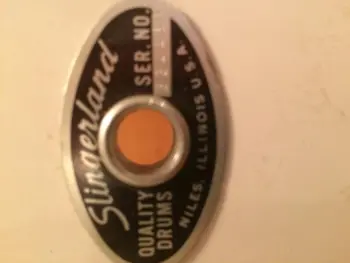 Slingerland
SER. NO.
QUALITY
DRUMS
NILES, ILLINOIS U.S.A.